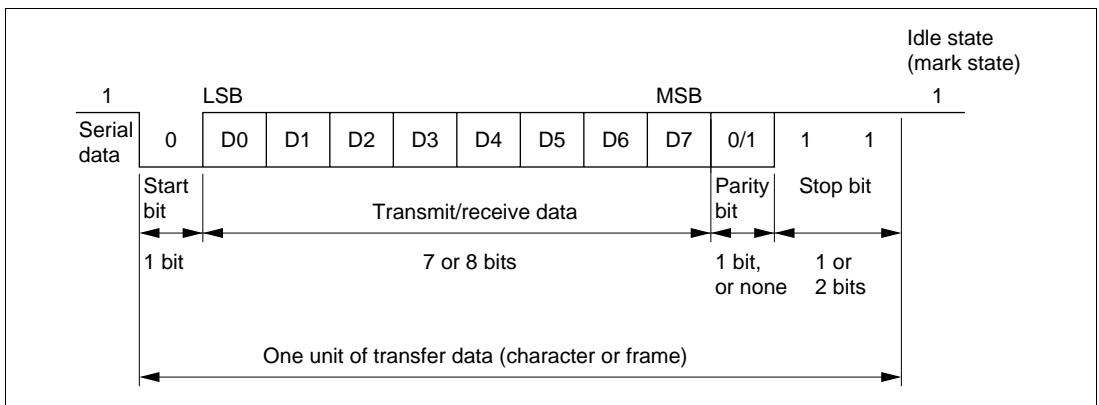 Idle state
(mark state)
1 LSB MSB 1
Serial
data
0 D0 D1 D2 D3 D4 D5 D6 D7 0/1 1 1
Start
bit
Transmit/receive data
Parity
bit
Stop bit
1 bit
7 or 8 bits
1 bit,
or none
1 or
2 bits
One unit of transfer data (character or frame)